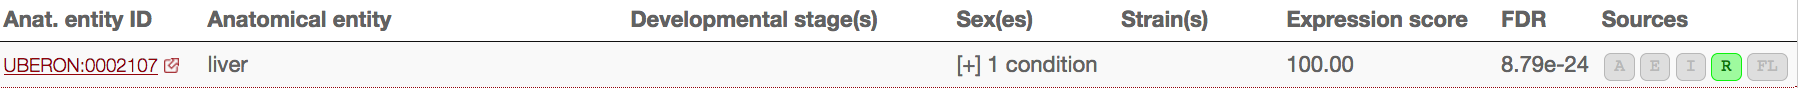 Anat. entity ID Anatomical entity Developmental stage(s) Sex(es) Strain(s) Expression score FDR Sources
UBERON:0002107 liver [+] 1 condition 100.00 8.79e-24 A E I R FL